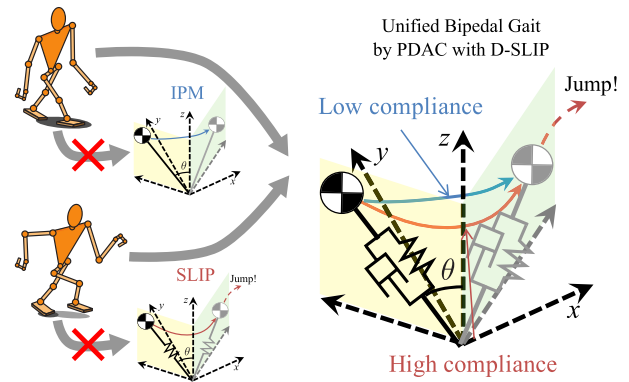 Unified Bipedal Gait
by PDAC with D-SLIP
IPM
y
z
θ
x
SLIP
Jump!
y
z
θ
x
Low compliance
Jump!
y
z
θ
x
High compliance